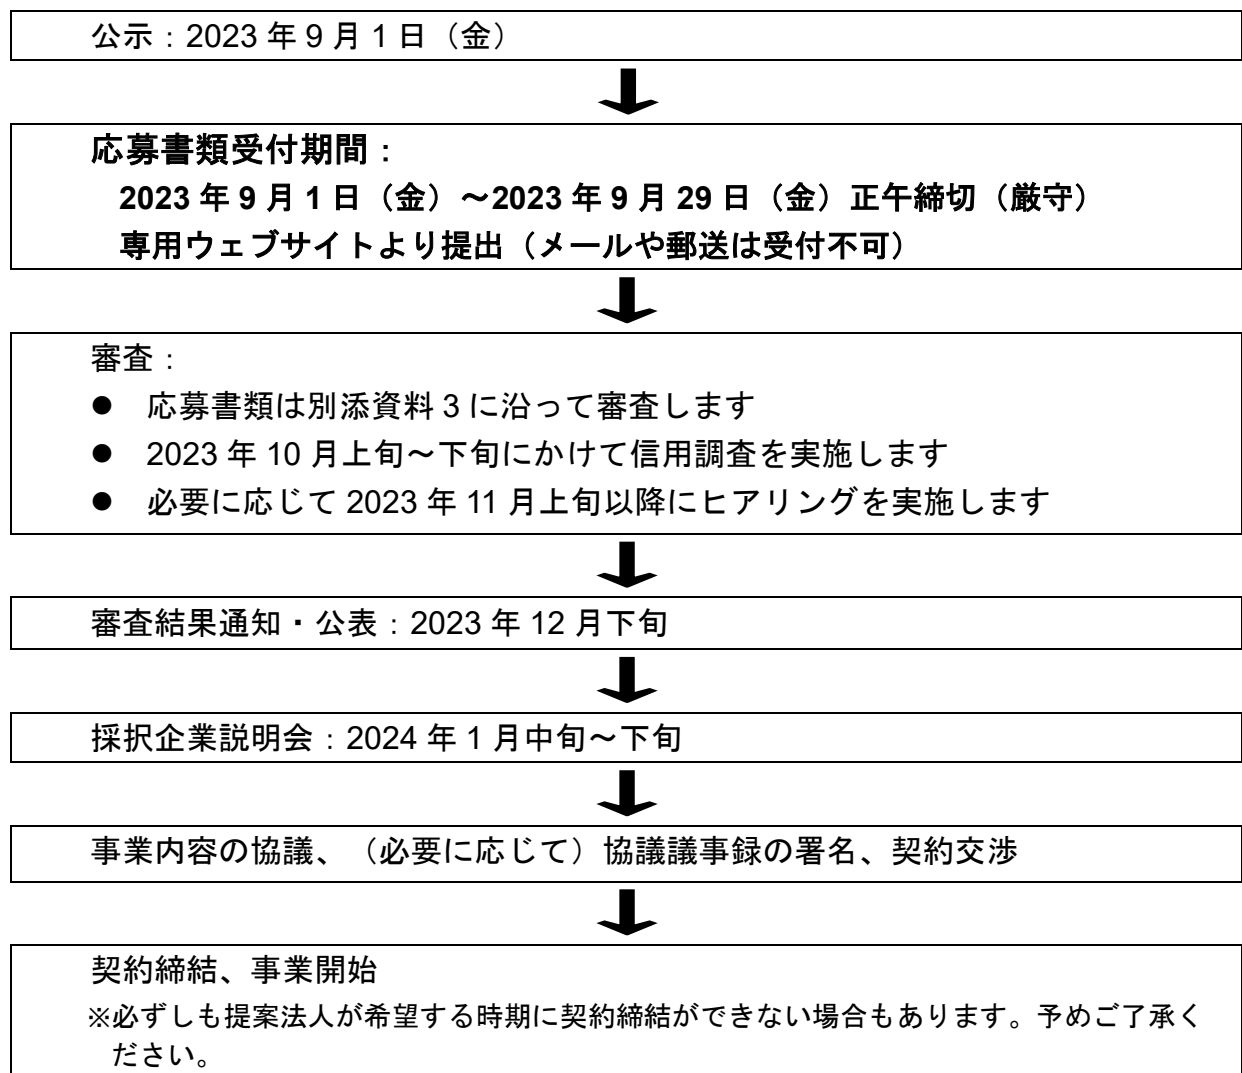 公示：2023 年 9 月 1 日（金）
応募書類受付期間：
2023 年 9 月 1 日（金）～2023 年 9 月 29 日（金）正午締切（厳守）
専用ウェブサイトより提出（メールや郵送は受付不可）
審査：
● 応募書類は別添資料 3 に沿って審査します
● 2023 年 10 月上旬～下旬にかけて信用調査を実施します
● 必要に応じて 2023 年 11 月上旬以降にヒアリングを実施します
審査結果通知・公表：2023 年 12 月下旬
採択企業説明会：2024 年 1 月中旬～下旬
事業内容の協議、（必要に応じて）協議議事録の署名、契約交渉
契約締結、事業開始
※必ずしも提案法人が希望する時期に契約締結ができない場合もあります。予めご了承く
ださい。